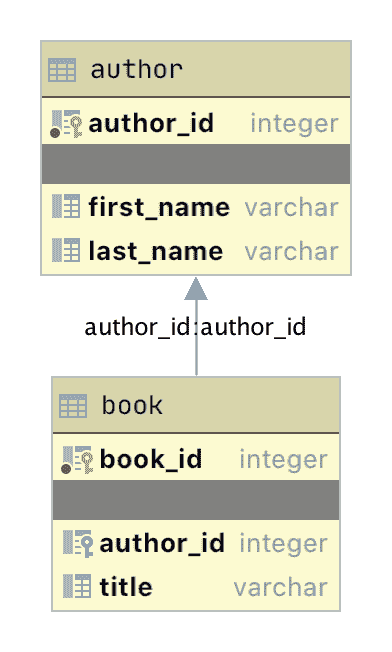 author
author_id integer
first_name varchar
last_name varchar
author_id:author_id
book
book_id integer
author_id integer
title varchar